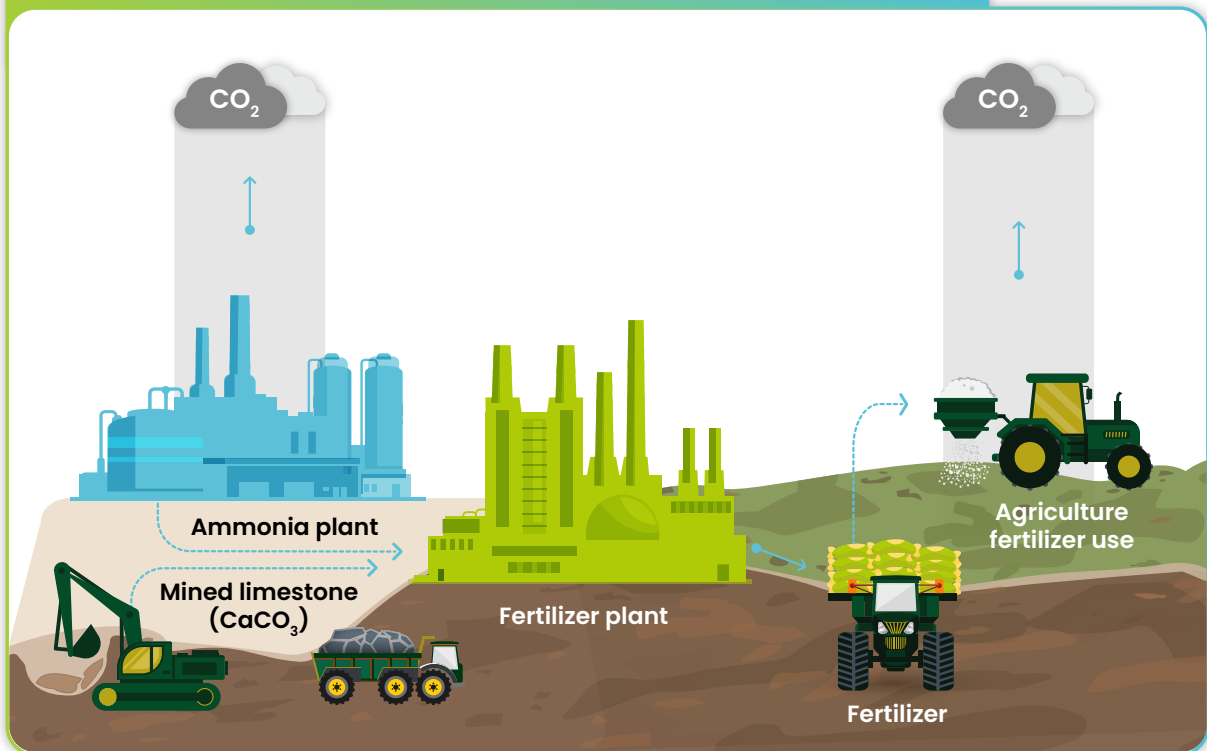 CO₂
CO₂
Ammonia plant
Mined limestone
(CaCO₃)
Fertilizer plant
Agriculture
fertilizer use
Fertilizer